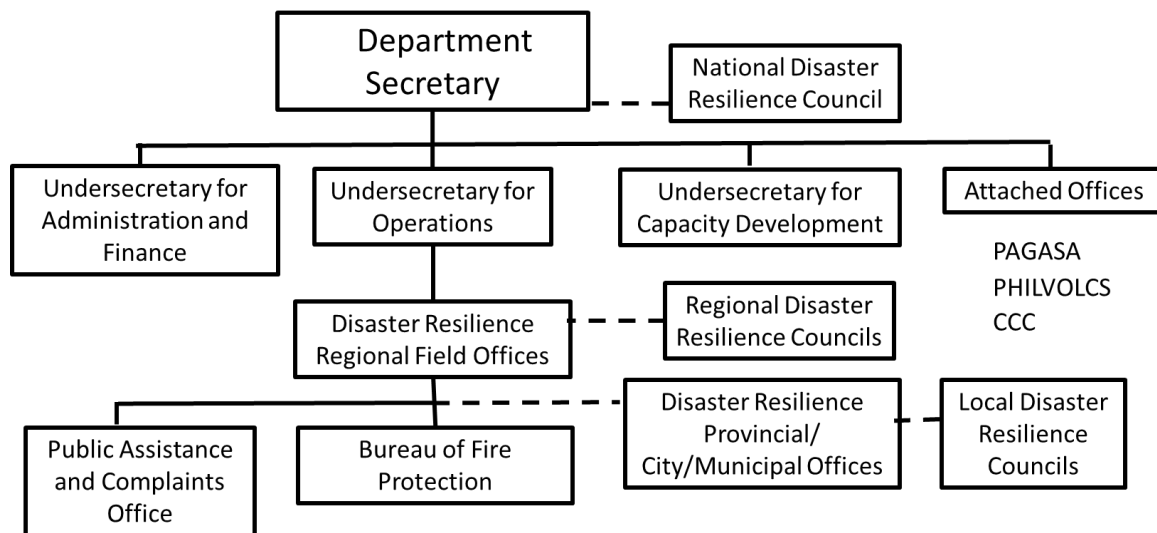 Department
Secretary
National Disaster
Resilience Council
Undersecretary for
Administration and
Finance
Undersecretary for
Operations
Undersecretary for
Capacity Development
Attached Offices
PAGASA
PHILVOLCS
CCC
Disaster Resilience
Regional Field Offices
Regional Disaster
Resilience Councils
Public Assistance
and Complaints
Office
Bureau of Fire
Protection
Disaster Resilience
Provincial/
City/Municipal Offices
Local Disaster
Resilience
Councils